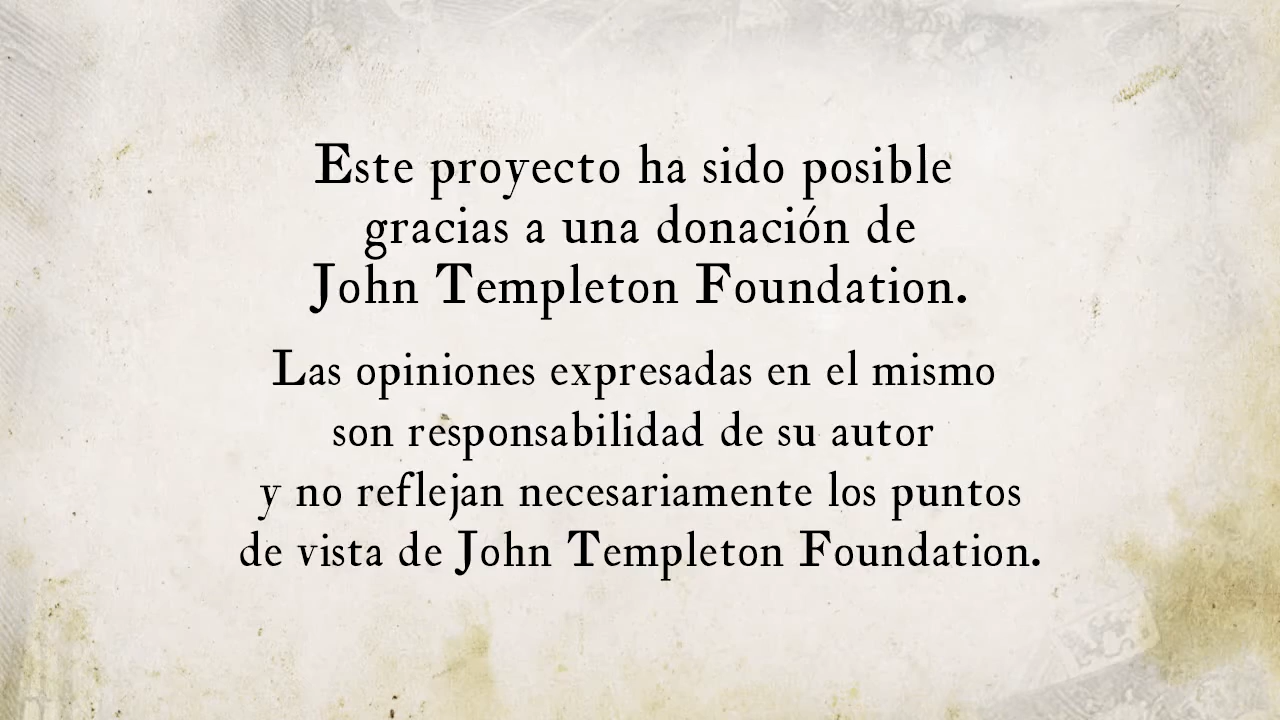 Este proyecto ha sido posible
gracias a una donación de
John Templeton Foundation.
Las opiniones expresadas en el mismo
son responsabilidad de su autor
y no reflejan necesariamente los puntos
de vista de John Templeton Foundation.